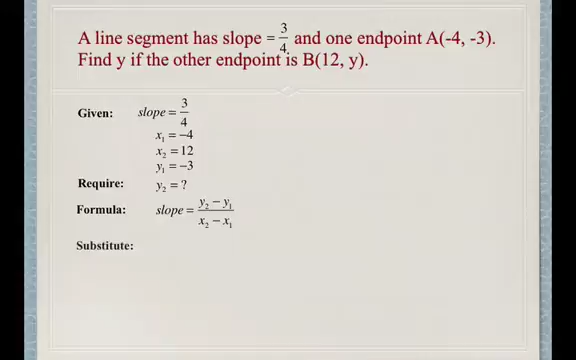 A line segment has slope = 3/4 and one endpoint A(-4, -3).
Find y if the other endpoint is B(12, y).
Given: slope = 3/4
x₁ = −4
x₂ = 12
y₁ = −3
Require: y₂ = ?
Formula: slope = (y₂ − y₁)/(x₂ − x₁)
Substitute: